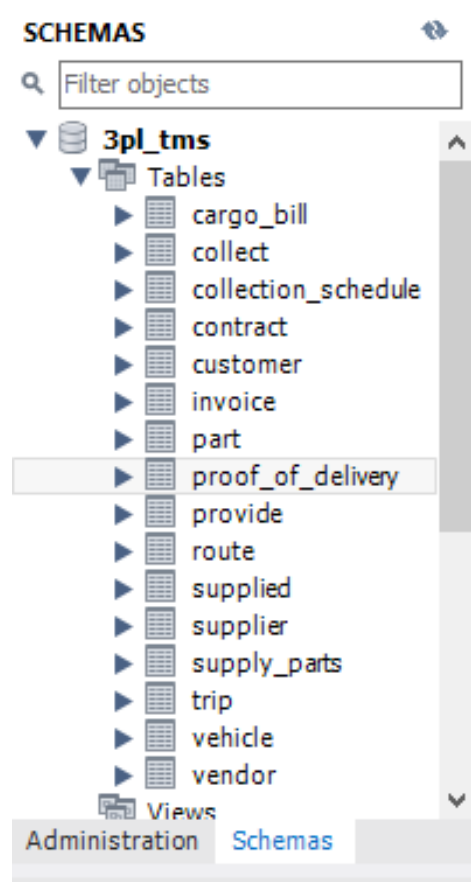 SCHEMAS
Filter objects
3pl_tms
Tables
cargo_bill
collect
collection_schedule
contract
customer
invoice
part
proof_of_delivery
provide
route
supplied
supplier
supply_parts
trip
vehicle
vendor
Views
Administration Schemas